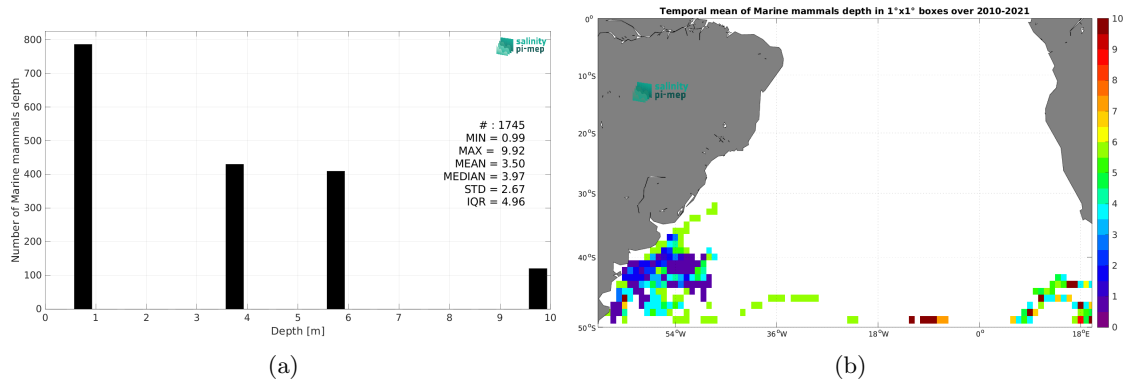 800
700
600
500
400
300
200
100
0
Number of Marine mammals depth
salinity
pi-mep
# : 1745
MIN = 0.99
MAX = 9.92
MEAN = 3.50
MEDIAN = 3.97
STD = 2.67
IQR = 4.96
0 1 2 3 4 5 6 7 8 9 10
Depth [m]
(a)
Temporal mean of Marine mammals depth in 1°x1° boxes over 2010-2021
0°
10°S
20°S
30°S
40°S
50°S
salinity
pi-mep
54°W 36°W 18°W 0° 18°E
10
9
8
7
6
5
4
3
2
1
0
(b)